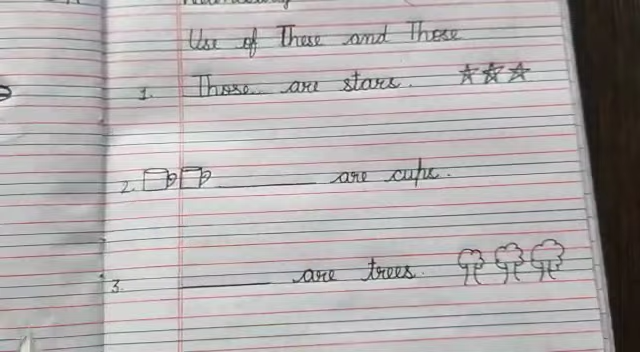 Use of These and Those
1. Those are stars.
2. ______ are cups.
3. ______ are trees.